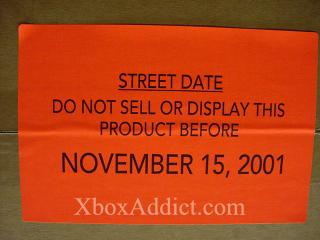 STREET DATE
DO NOT SELL OR DISPLAY THIS
PRODUCT BEFORE
NOVEMBER 15, 2001
XboxAddict.com